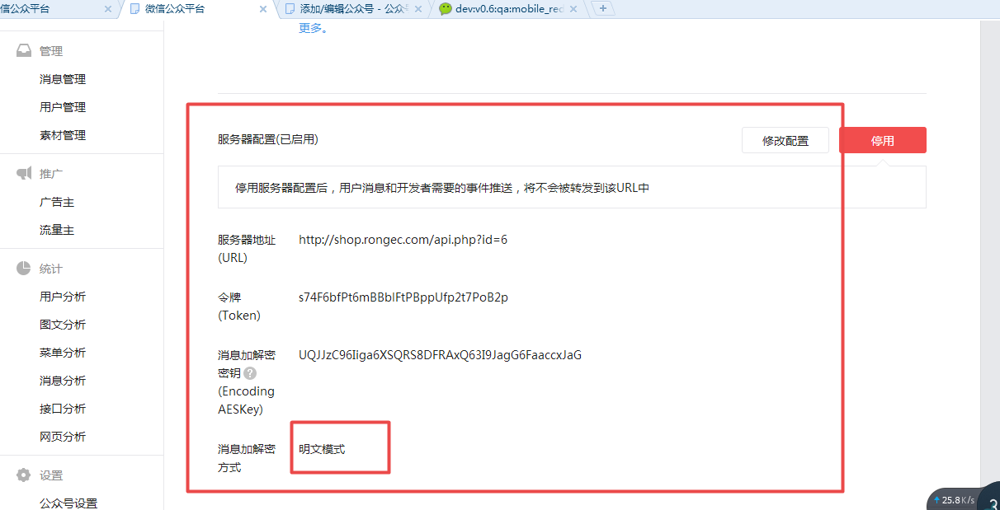 信公众平台
微信公众平台
添加/编辑公众号 - 公众
dev:v0.6:qa:mobile_red
更多。
管理
消息管理
用户管理
素材管理
推广
广告主
流量主
统计
用户分析
图文分析
菜单分析
消息分析
接口分析
网页分析
设置
公众号设置
服务器配置(已启用)
修改配置
停用
停用服务器配置后，用户消息和开发者需要的事件推送，将不会被转发到该URL中
服务器地址
(URL)
http://shop.rongec.com/api.php?id=6
令牌
(Token)
s74F6bfPt6mBBblFtPBppUfp2t7PoB2p
消息加解密
密钥 ?
(Encoding
AESKey)
UQJJzC96Iiga6XSQRS8DFRAxQ63I9JagG6FaaccxJaG
消息加解密
方式
明文模式
25.8K/s
3